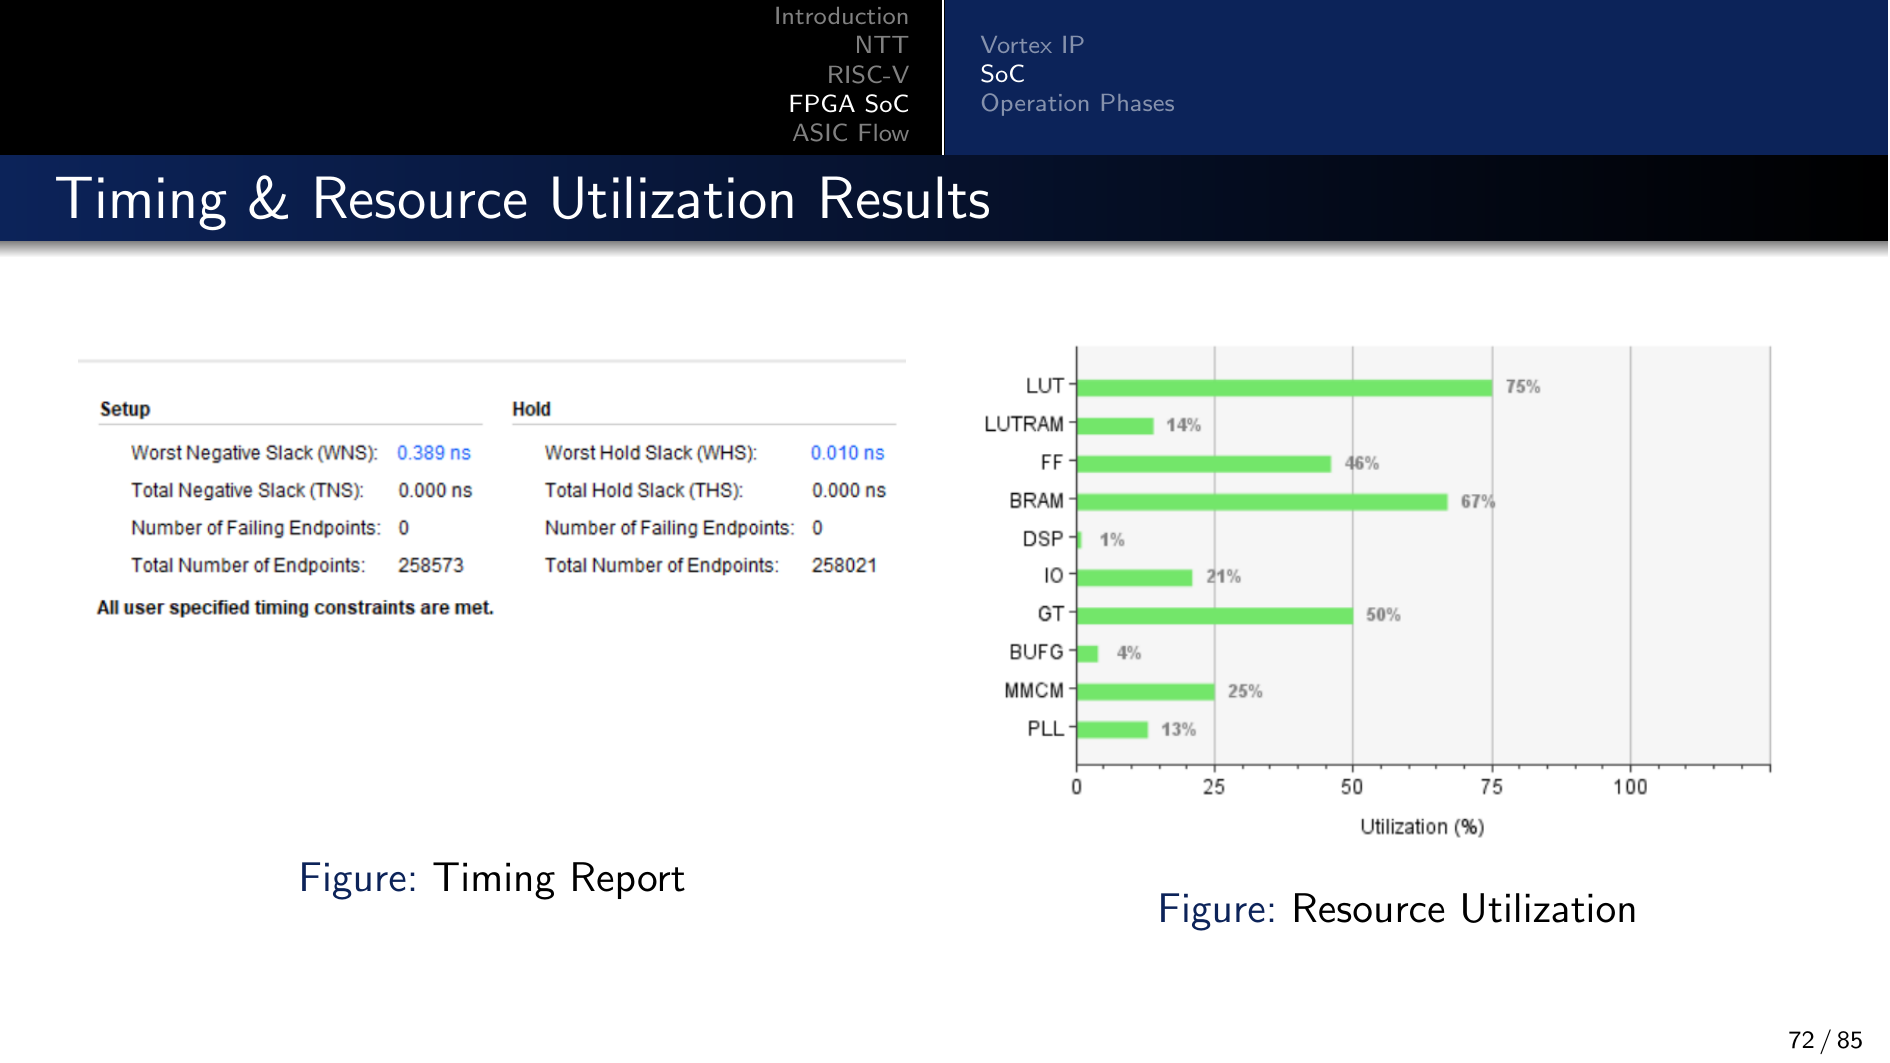 Introduction
NTT
RISC-V
FPGA SoC
ASIC Flow
Vortex IP
SoC
Operation Phases
Timing & Resource Utilization Results
Setup
Worst Negative Slack (WNS): 0.389 ns
Total Negative Slack (TNS): 0.000 ns
Number of Failing Endpoints: 0
Total Number of Endpoints: 258573
Hold
Worst Hold Slack (WHS): 0.010 ns
Total Hold Slack (THS): 0.000 ns
Number of Failing Endpoints: 0
Total Number of Endpoints: 258021
All user specified timing constraints are met.
Figure: Timing Report
LUT 75%
LUTRAM 14%
FF 46%
BRAM 67%
DSP 1%
IO 21%
GT 50%
BUFG 4%
MMCM 25%
PLL 13%
0 25 50 75 100
Utilization (%)
Figure: Resource Utilization
72 / 85